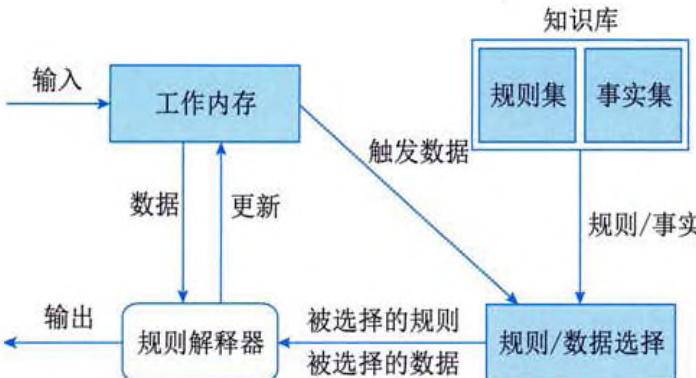 知识库
输入
工作内存
规则集
事实集
触发数据
数据
更新
规则/事实
输出
规则解释器
被选择的规则
被选择的数据
规则/数据选择